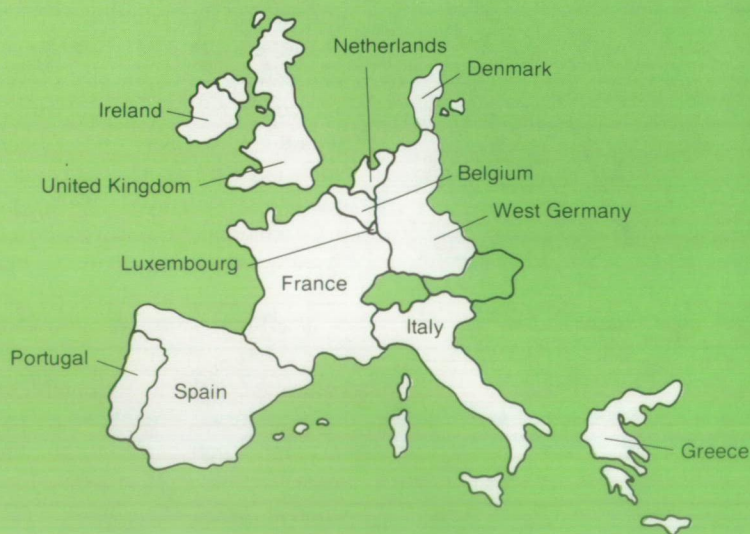 Netherlands
Denmark
Ireland
Belgium
United Kingdom
West Germany
Luxembourg
France
Italy
Portugal
Spain
Greece